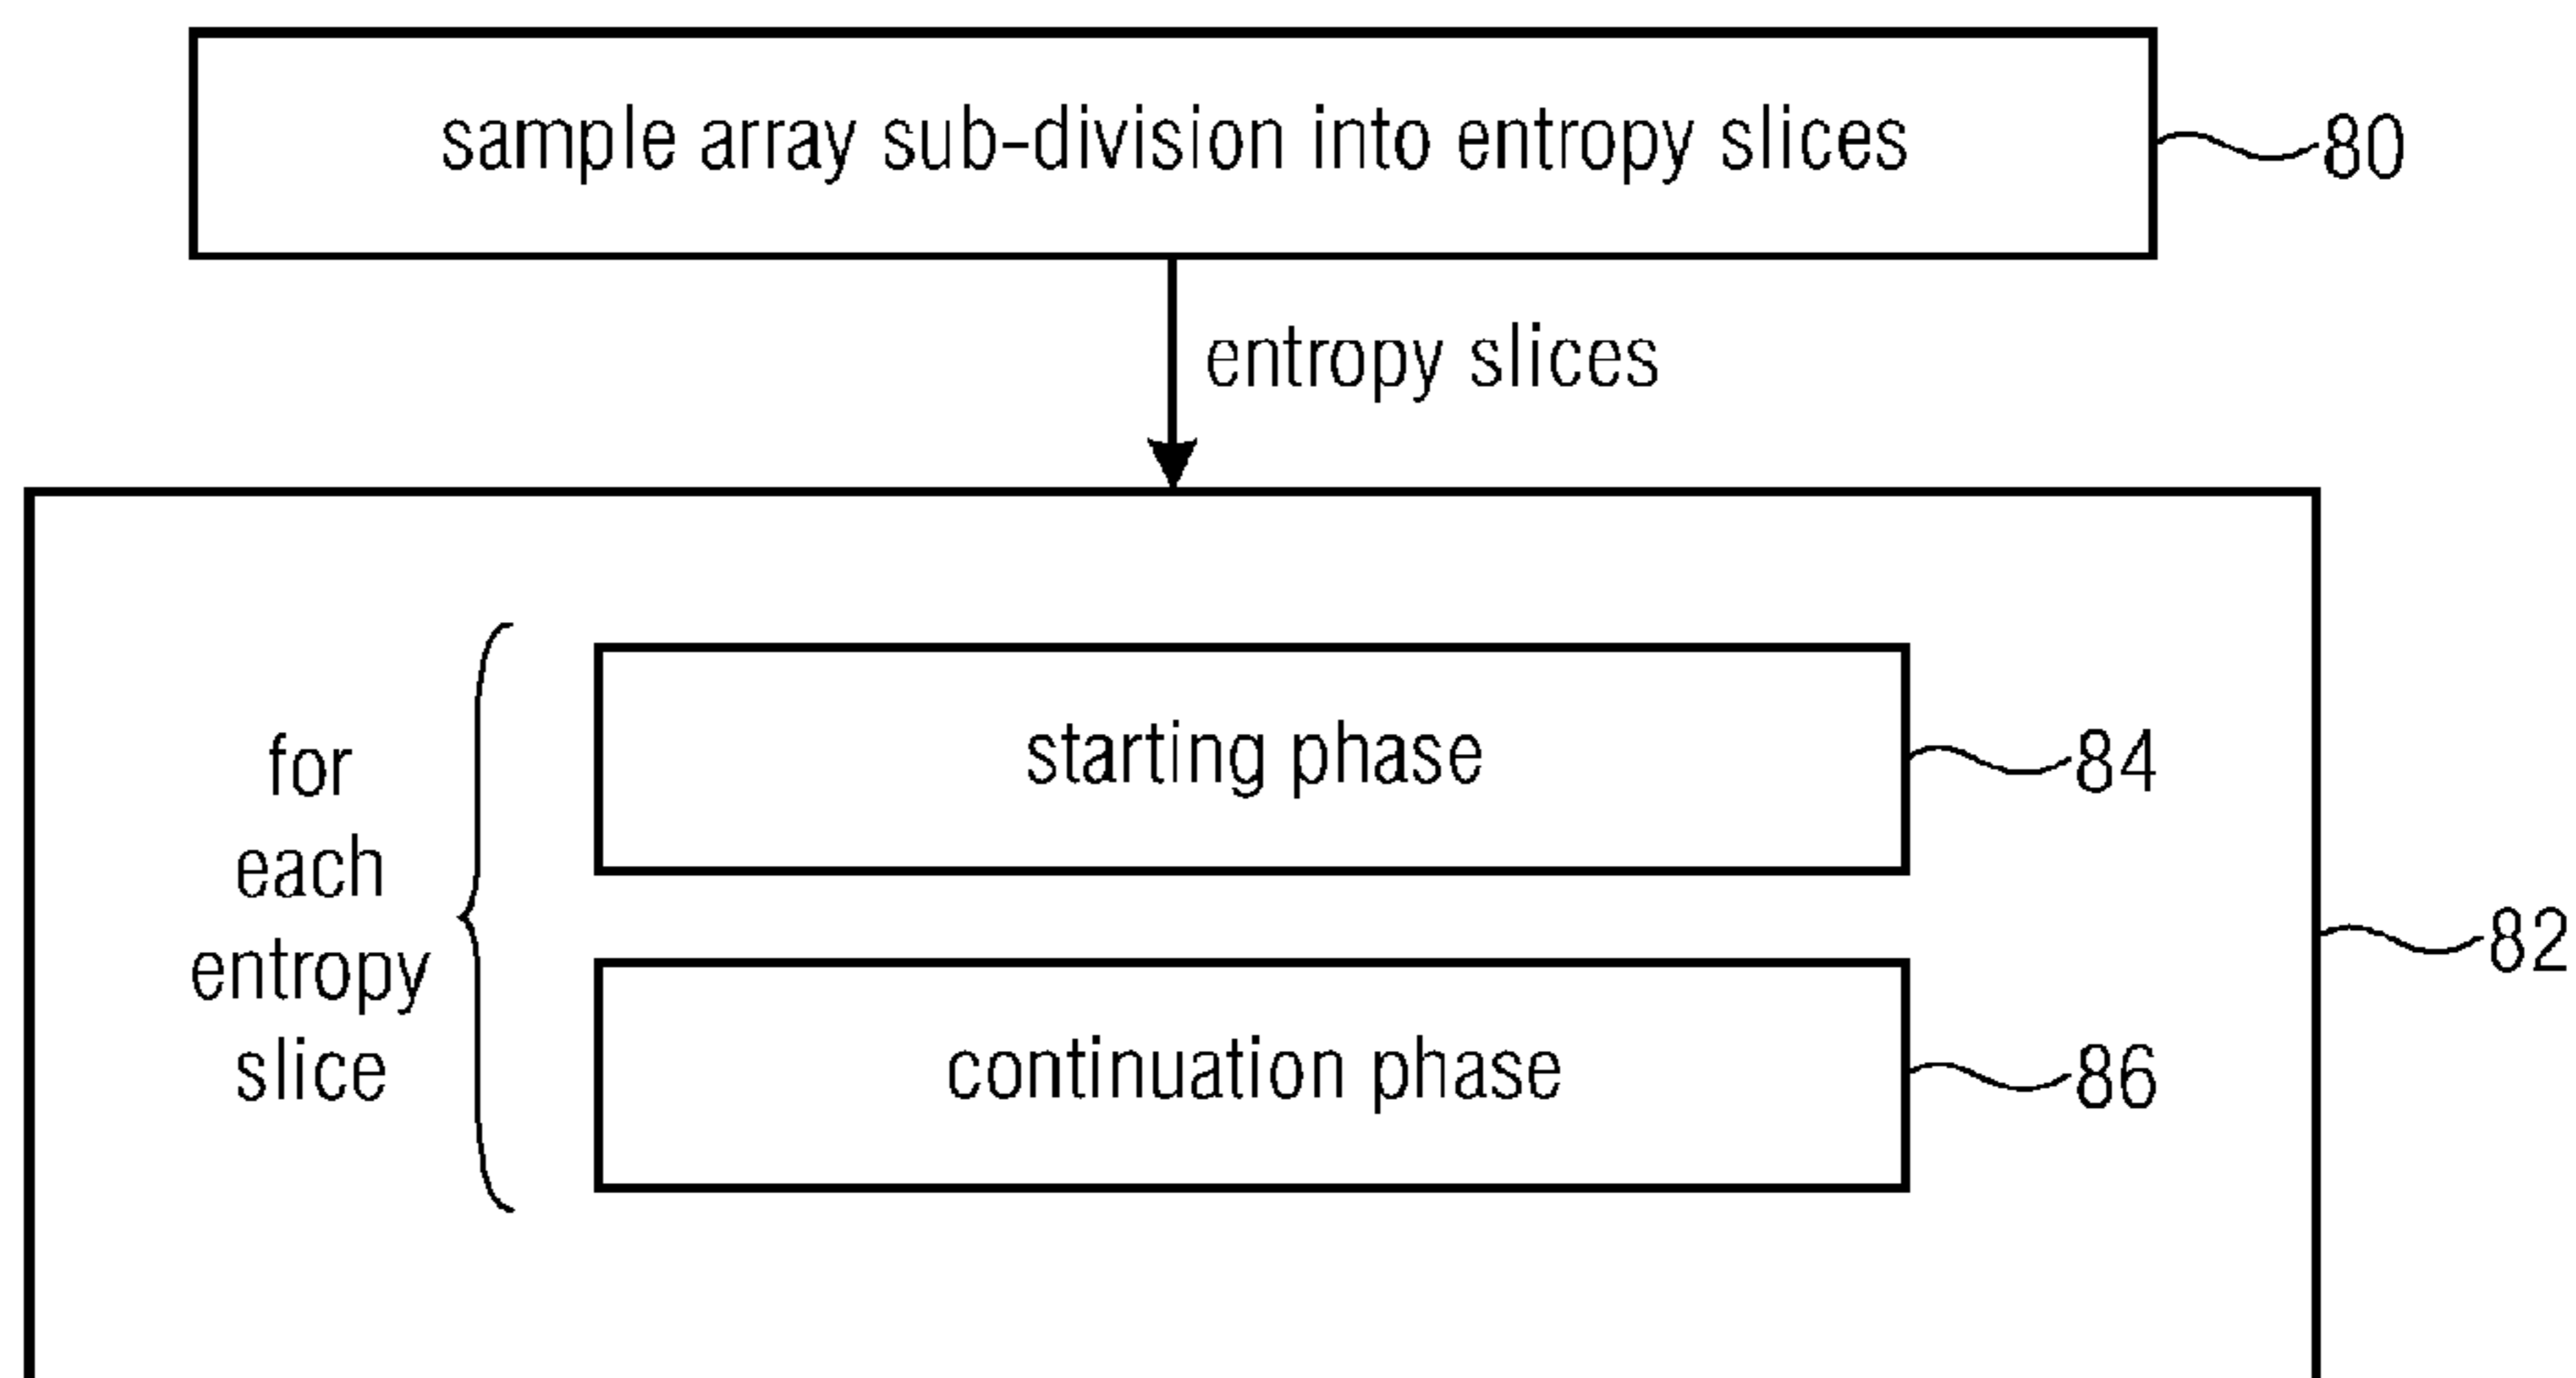 sample array sub-division into entropy slices
80
entropy slices
for
each
entropy
slice
starting phase
84
continuation phase
86
82